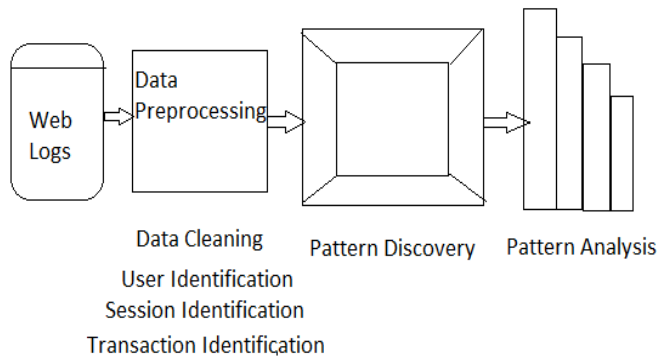 Web
Logs
Data
Preprocessing
Data Cleaning
User Identification
Session Identification
Transaction Identification
Pattern Discovery
Pattern Analysis